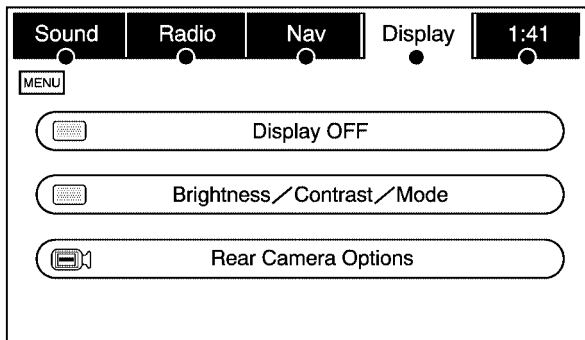 Sound Radio Nav Display 1:41
MENU
Display OFF
Brightness／Contrast／Mode
Rear Camera Options